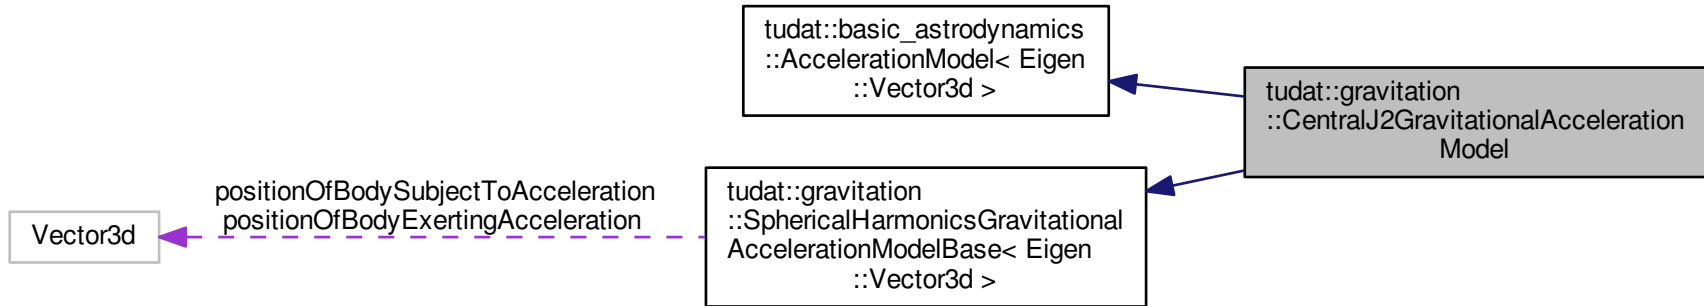 tudat::basic_astrodynamics
::AccelerationModel< Eigen
::Vector3d >
tudat::gravitation
::CentralJ2GravitationalAcceleration
Model
positionOfBodySubjectToAcceleration
positionOfBodyExertingAcceleration
Vector3d
tudat::gravitation
::SphericalHarmonicsGravitational
AccelerationModelBase< Eigen
::Vector3d >